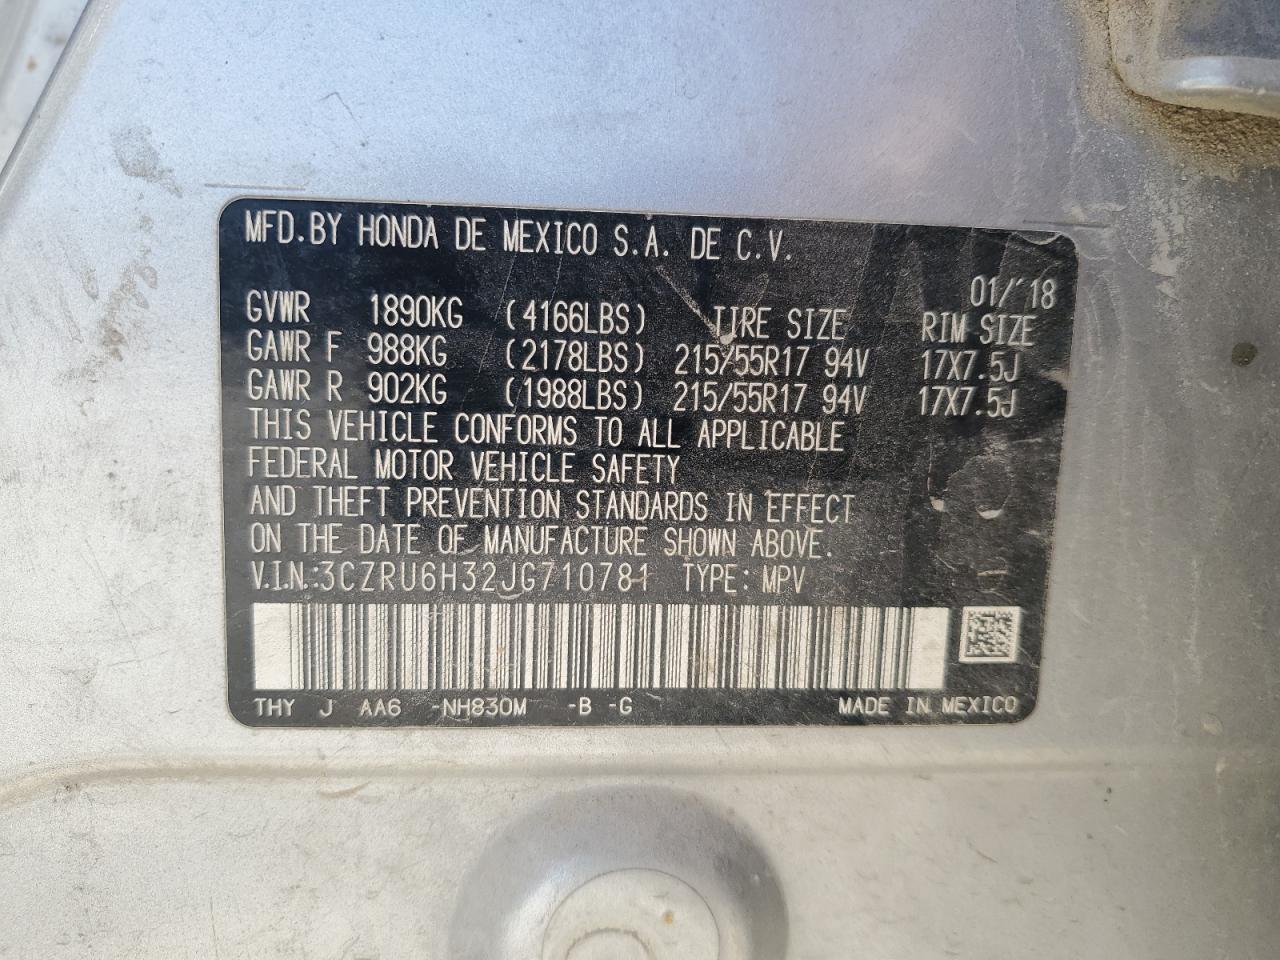 MFD. BY HONDA DE MEXICO S.A. DE C.V.
01/'18
GVWR 1890KG (4166LBS) TIRE SIZE RIM SIZE
GAWR F 988KG (2178LBS) 215/55R17 94V 17X7.5J
GAWR R 902KG (1988LBS) 215/55R17 94V 17X7.5J
THIS VEHICLE CONFORMS TO ALL APPLICABLE
FEDERAL MOTOR VEHICLE SAFETY
AND THEFT PREVENTION STANDARDS IN EFFECT
ON THE DATE OF MANUFACTURE SHOWN ABOVE.
V.I.N.:3CZRU6H32JG710781 TYPE: MPV
THY J AA6 -NH830M -B -G MADE IN MEXICO